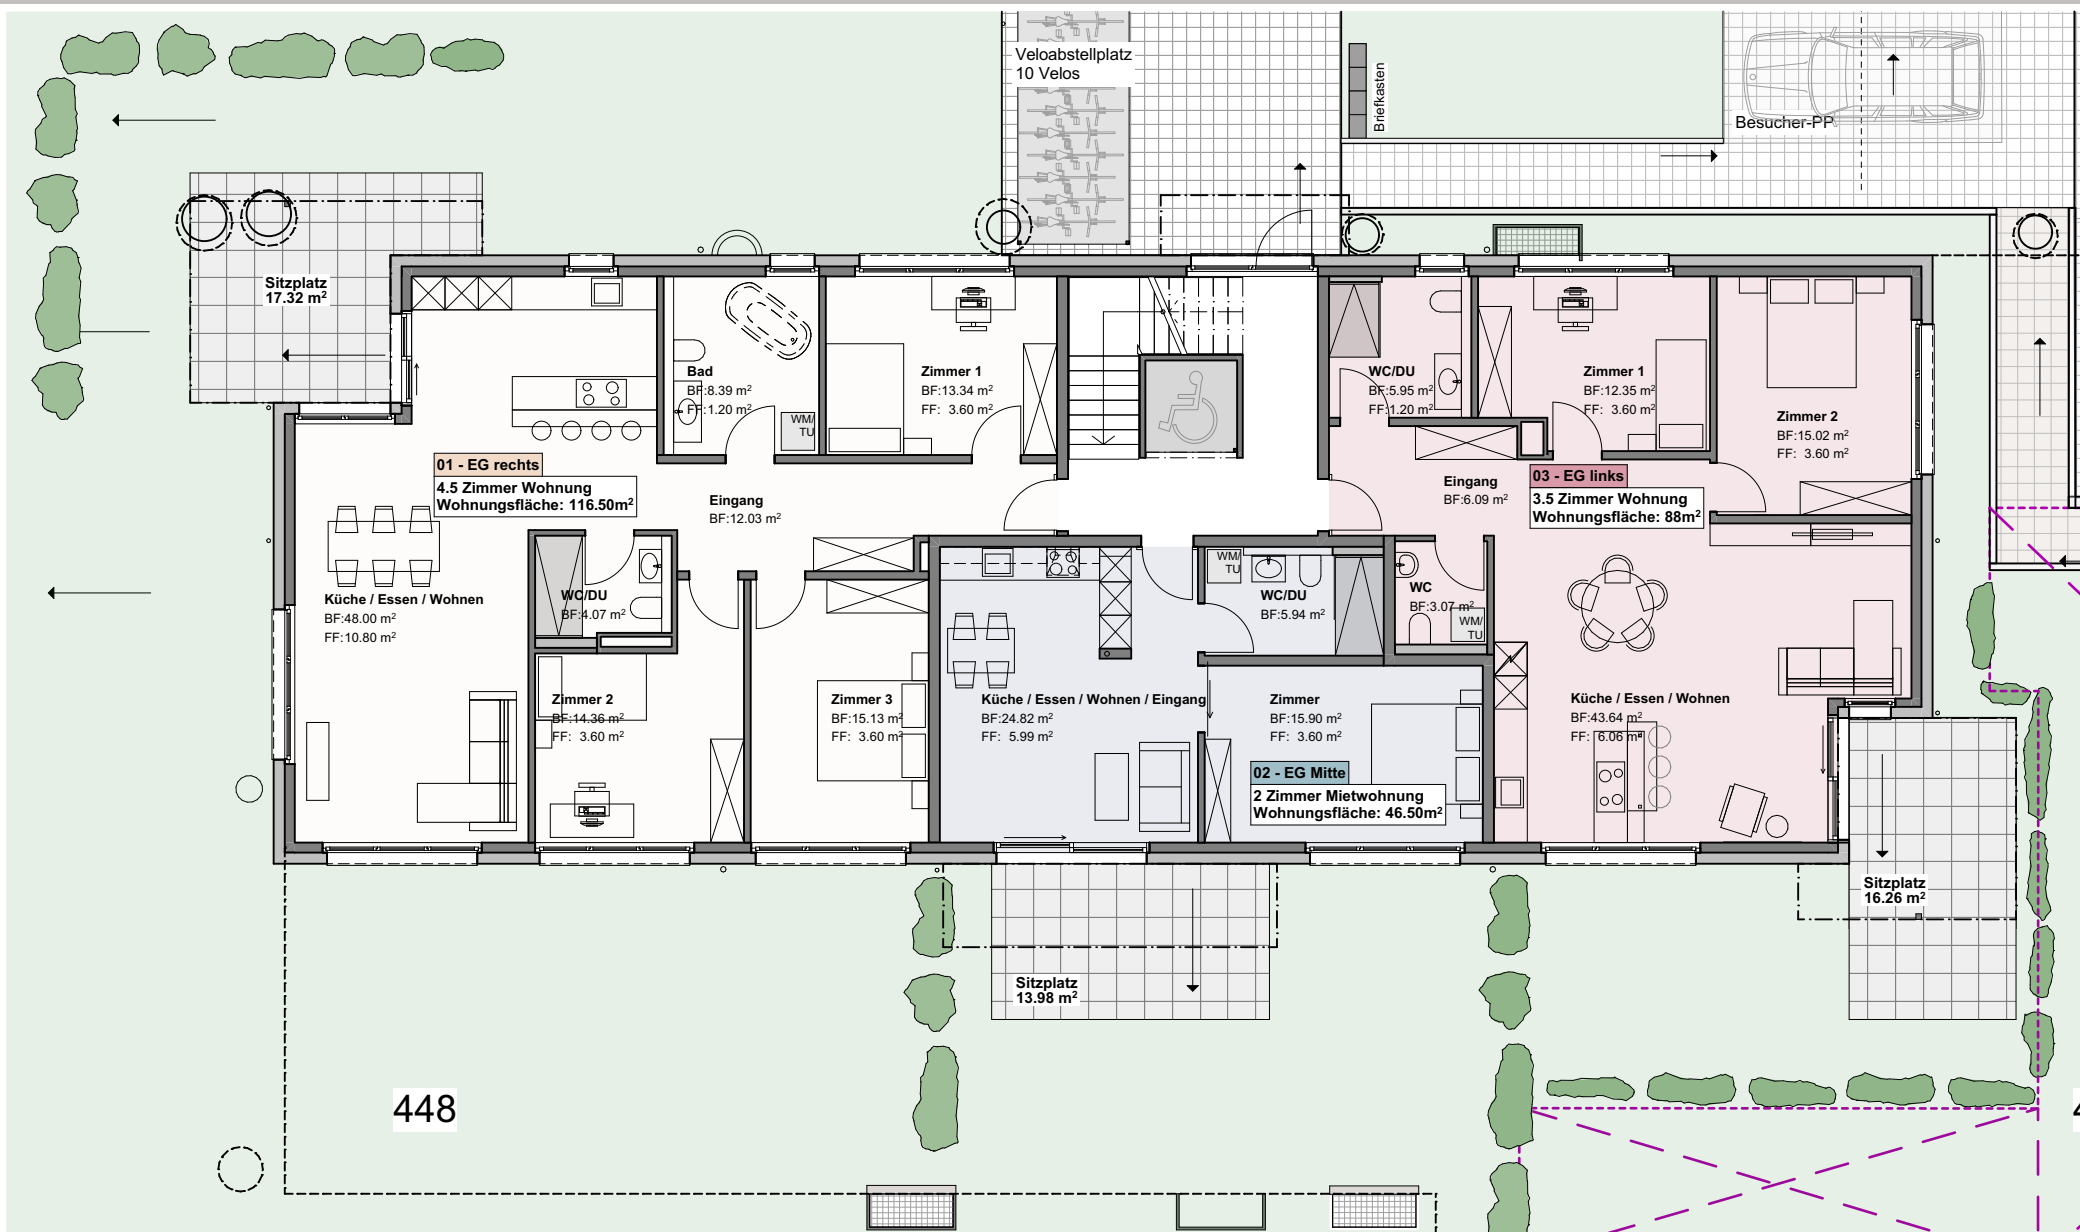 Veloabstellplatz
10 Velos
Briefkasten
Besucher-PP
Sitzplatz
17.32 m²
Bad
BF:8.39 m²
FF:1.20 m²
WM/
TU
Zimmer 1
BF:13.34 m²
FF: 3.60 m²
WC/DU
BF:5.95 m²
FF:1.20 m²
Zimmer 1
BF:12.35 m²
FF: 3.60 m²
Zimmer 2
BF:15.02 m²
FF: 3.60 m²
01 - EG rechts
4.5 Zimmer Wohnung
Wohnungsfläche: 116.50m²
Eingang
BF:12.03 m²
Eingang
BF:6.09 m²
03 - EG links
3.5 Zimmer Wohnung
Wohnungsfläche: 88m²
Küche / Essen / Wohnen
BF:48.00 m²
FF:10.80 m²
WC/DU
BF:4.07 m²
WM/
TU
WC/DU
BF:5.94 m²
WC
BF:3.07 m²
WM/
TU
Zimmer 2
BF:14.36 m²
FF: 3.60 m²
Zimmer 3
BF:15.13 m²
FF: 3.60 m²
Küche / Essen / Wohnen / Eingang
BF:24.82 m²
FF: 5.99 m²
Zimmer
BF:15.90 m²
FF: 3.60 m²
Küche / Essen / Wohnen
BF:43.64 m²
FF: 6.06 m²
02 - EG Mitte
2 Zimmer Mietwohnung
Wohnungsfläche: 46.50m²
Sitzplatz
16.26 m²
Sitzplatz
13.98 m²
448